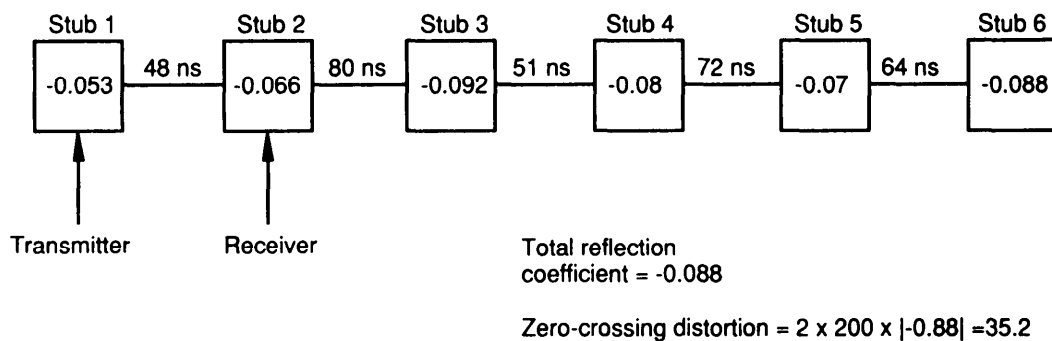 Stub 1 Stub 2 Stub 3 Stub 4 Stub 5 Stub 6
48 ns 80 ns 51 ns 72 ns 64 ns
-0.053 -0.066 -0.092 -0.08 -0.07 -0.088
Transmitter Receiver
Total reflection
coefficient = -0.088
Zero-crossing distortion = 2 x 200 x |-0.88| =35.2